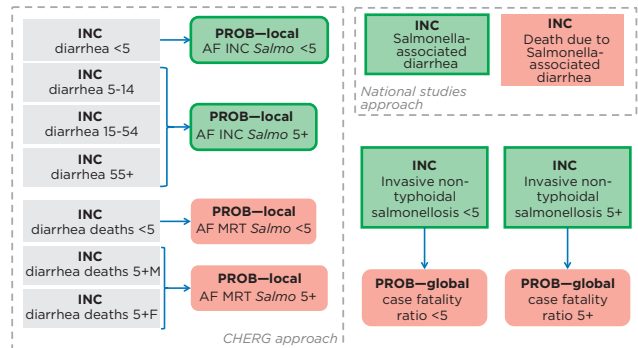 INC
diarrhea <5
PROB—local
AF INC Salmo <5
INC
diarrhea 5-14
INC
diarrhea 15-54
INC
diarrhea 55+
PROB—local
AF INC Salmo 5+
INC
diarrhea deaths <5
PROB—local
AF MRT Salmo <5
INC
diarrhea deaths 5+M
INC
diarrhea deaths 5+F
PROB—local
AF MRT Salmo 5+
CHERG approach
INC
Salmonella-
associated
diarrhea
INC
Death due to
Salmonella-
associated
diarrhea
National studies
approach
INC
Invasive non-
typhoidal
salmonellosis <5
INC
Invasive non-
typhoidal
salmonellosis 5+
PROB—global
case fatality
ratio <5
PROB—global
case fatality
ratio 5+